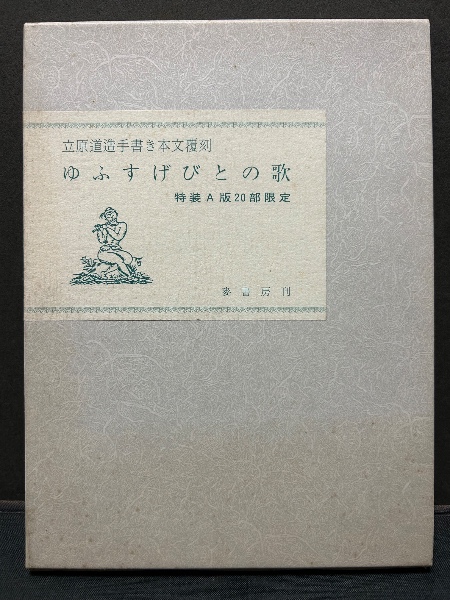 立原道造手書き本文覆刻
ゆふすげびとの歌
特装A版20部限定
麥書房刊